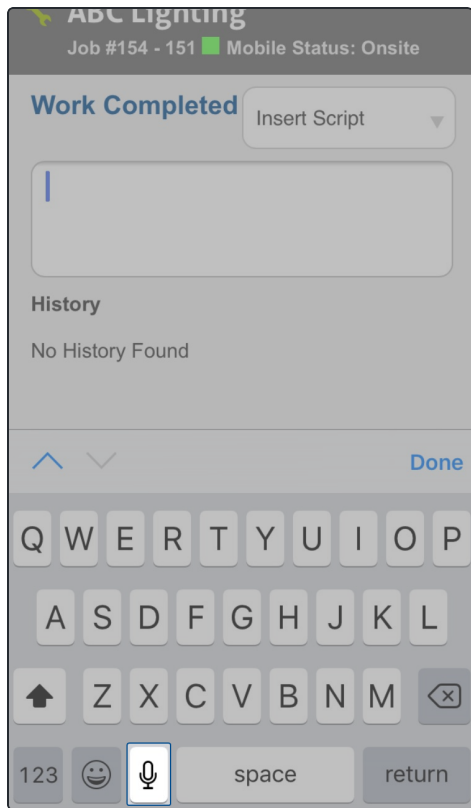 ABC Lighting
Job #154 - 151 Mobile Status: Onsite
Work Completed
Insert Script
History
No History Found
Done
Q W E R T Y U I O P
A S D F G H J K L
Z X C V B N M
123 space return